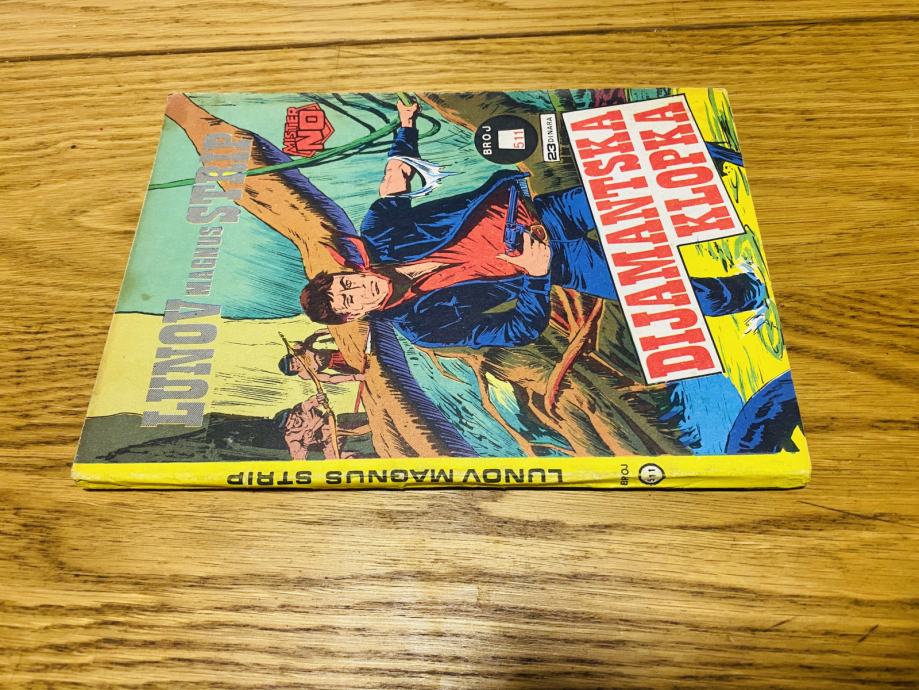 LUNOV MAGNUS STRIP
MISTER
NO
BROJ
511
23 DINARA
DIJAMANTSKA
KLOPKA
LUNOV MAGNUS STRIP
BROJ
511